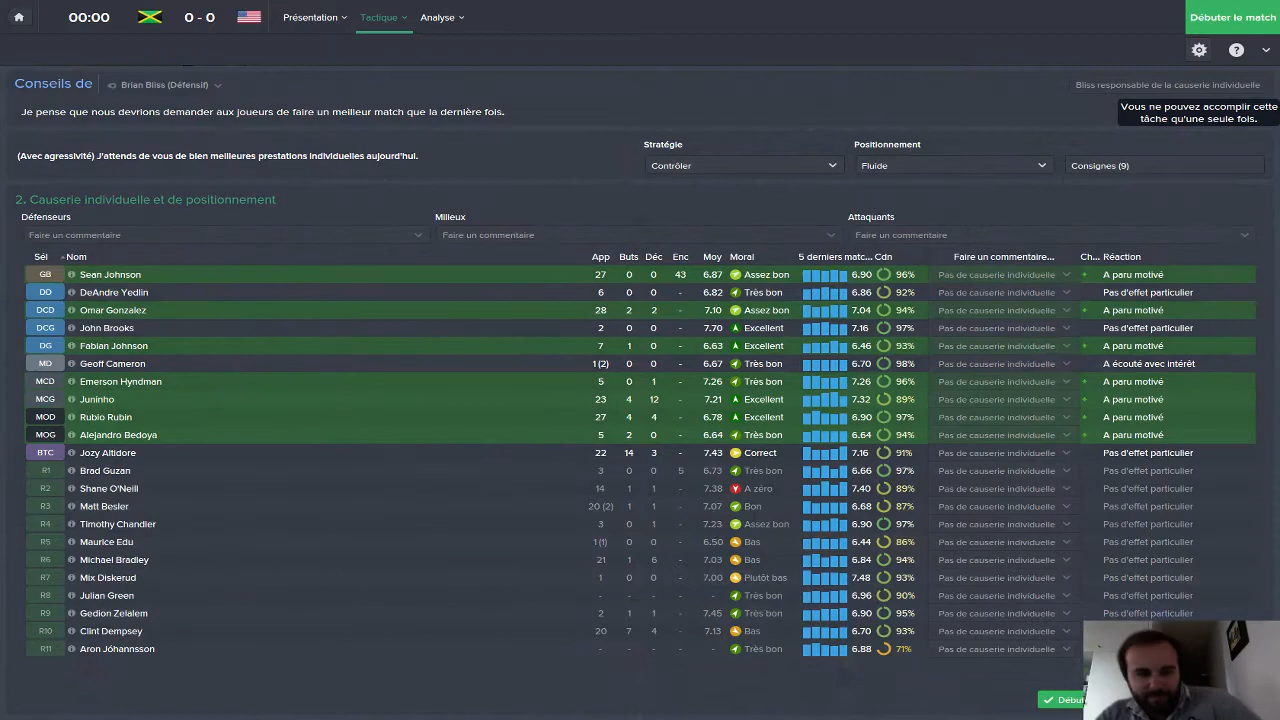 00:00 0 - 0 Présentation Tactique Analyse Débuter le match
Conseils de Brian Bliss (Défensif) Bliss responsable de la causerie individuelle
Je pense que nous devrions demander aux joueurs de faire un meilleur match que la dernière fois.
Vous ne pouvez accomplir cette
tâche qu'une seule fois.
Stratégie Positionnement
(Avec agressivité) J'attends de vous de bien meilleures prestations individuelles aujourd'hui.
Contrôler Fluide Consignes (9)
2. Causerie individuelle et de positionnement
Défenseurs Milieux Attaquants
Faire un commentaire Faire un commentaire Faire un commentaire
Sél Nom App Buts Déc Enc Moy Moral 5 derniers matc... Cdn Faire un commentaire... Ch... Réaction
GB Sean Johnson 27 0 0 43 6.87 Assez bon 6.90 96% Pas de causerie individuelle A paru motivé
DD DeAndre Yedlin 6 0 0 - 6.82 Très bon 6.86 92% Pas de causerie individuelle Pas d'effet particulier
DCD Omar Gonzalez 28 2 2 - 7.10 Assez bon 7.04 94% Pas de causerie individuelle A paru motivé
DCG John Brooks 2 0 0 - 7.70 Excellent 7.16 97% Pas de causerie individuelle Pas d'effet particulier
DG Fabian Johnson 7 1 0 - 6.63 Excellent 6.46 93% Pas de causerie individuelle A paru motivé
MD Geoff Cameron 1 (2) 0 0 - 6.67 Très bon 6.70 98% Pas de causerie individuelle A écouté avec intérêt
MCD Emerson Hyndman 5 0 1 - 7.26 Très bon 7.26 96% Pas de causerie individuelle A paru motivé
MCG Juninho 23 4 12 - 7.21 Excellent 7.32 89% Pas de causerie individuelle A paru motivé
MOD Rubio Rubin 27 4 4 - 6.78 Excellent 6.90 97% Pas de causerie individuelle A paru motivé
MOG Alejandro Bedoya 5 2 0 - 6.64 Très bon 6.64 94% Pas de causerie individuelle A paru motivé
BTC Jozy Altidore 22 14 3 - 7.43 Correct 7.16 91% Pas de causerie individuelle Pas d'effet particulier
R1 Brad Guzan 3 0 0 5 6.73 Très bon 6.66 97% Pas de causerie individuelle Pas d'effet particulier
R2 Shane O'Neill 14 1 1 - 7.38 A zéro 7.40 89% Pas de causerie individuelle Pas d'effet particulier
R3 Matt Besler 20 (2) 1 1 - 7.07 Bon 6.68 87% Pas de causerie individuelle Pas d'effet particulier
R4 Timothy Chandler 3 0 1 - 7.23 Assez bon 6.90 97% Pas de causerie individuelle Pas d'effet particulier
R5 Maurice Edu 1 (1) 0 0 - 6.50 Bas 6.44 86% Pas de causerie individuelle Pas d'effet particulier
R6 Michael Bradley 21 1 6 - 7.03 Bas 6.84 94% Pas de causerie individuelle Pas d'effet particulier
R7 Mix Diskerud 1 0 0 - 7.00 Plutôt bas 7.48 93% Pas de causerie individuelle Pas d'effet particulier
R8 Julian Green - - - - - Très bon 6.96 90% Pas de causerie individuelle Pas d'effet particulier
R9 Gedion Zelalem 2 1 1 - 7.45 Très bon 6.90 95% Pas de causerie individuelle Pas d'effet particulier
R10 Clint Dempsey 20 7 4 - 7.13 Bas 6.70 93% Pas de causerie individuelle
R11 Aron Jóhannsson - - - - - Très bon 6.88 71% Pas de causerie individuelle